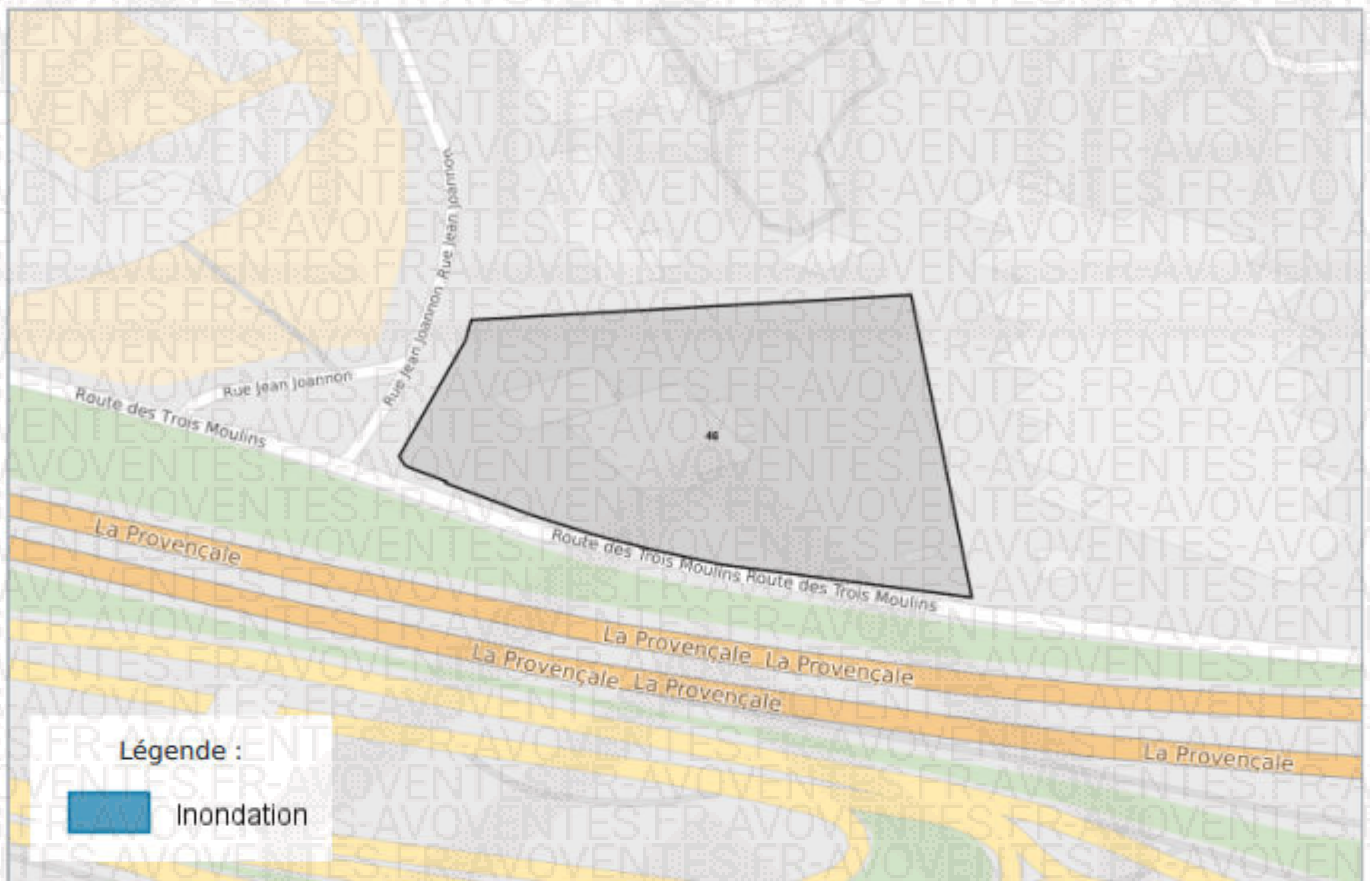 Rue Jean Joannon
Rue Jean Joannon
Rue Jean Joannon
Route des Trois Moulins
46
Route des Trois Moulins
Route des Trois Moulins
La Provençale
La Provençale
La Provençale
La Provençale
La Provençale
La Provençale
Légende :
Inondation
AVOVENTES.FR-AVOVENTES.FR-AVOVENTES.FR